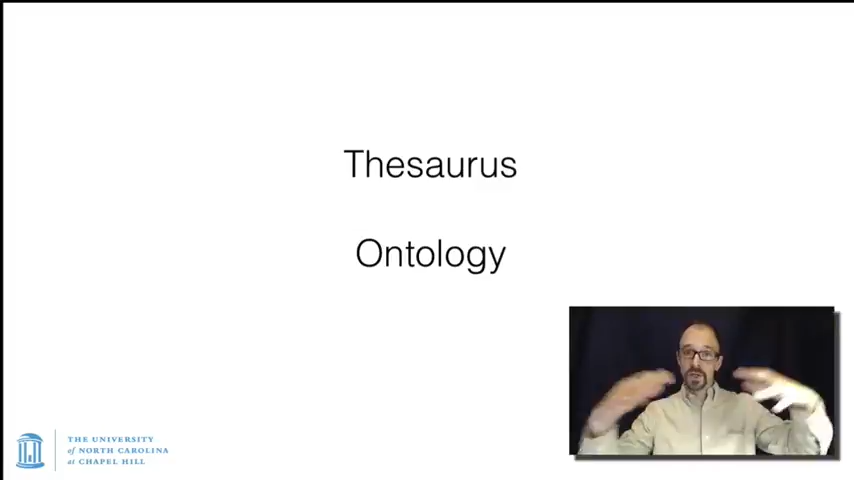 Thesaurus
Ontology
THE UNIVERSITY
of NORTH CAROLINA
at CHAPEL HILL